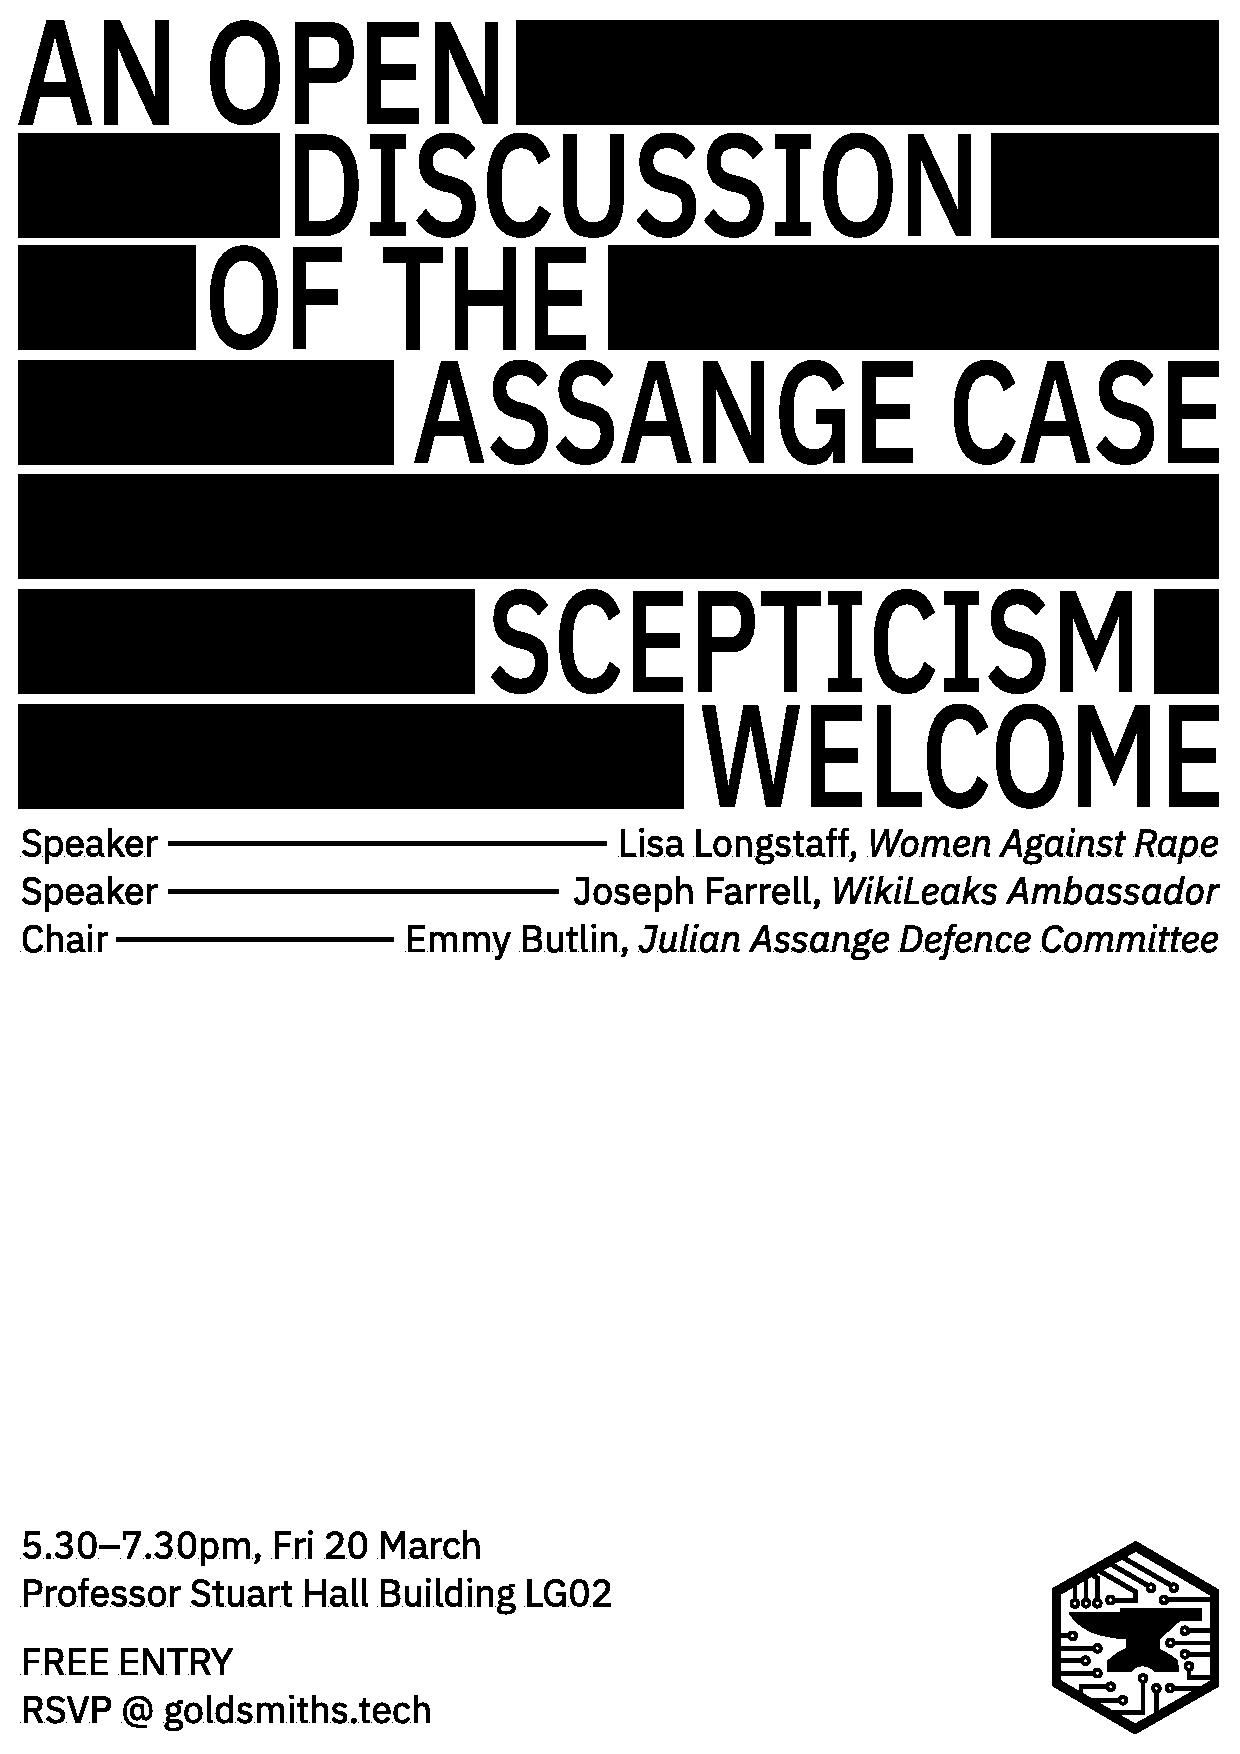 AN OPEN
DISCUSSION
OF THE
ASSANGE CASE
SCEPTICISM
WELCOME
Speaker Lisa Longstaff, Women Against Rape
Speaker Joseph Farrell, WikiLeaks Ambassador
Chair Emmy Butlin, Julian Assange Defence Committee
5.30–7.30pm, Fri 20 March
Professor Stuart Hall Building LG02
FREE ENTRY
RSVP @ goldsmiths.tech